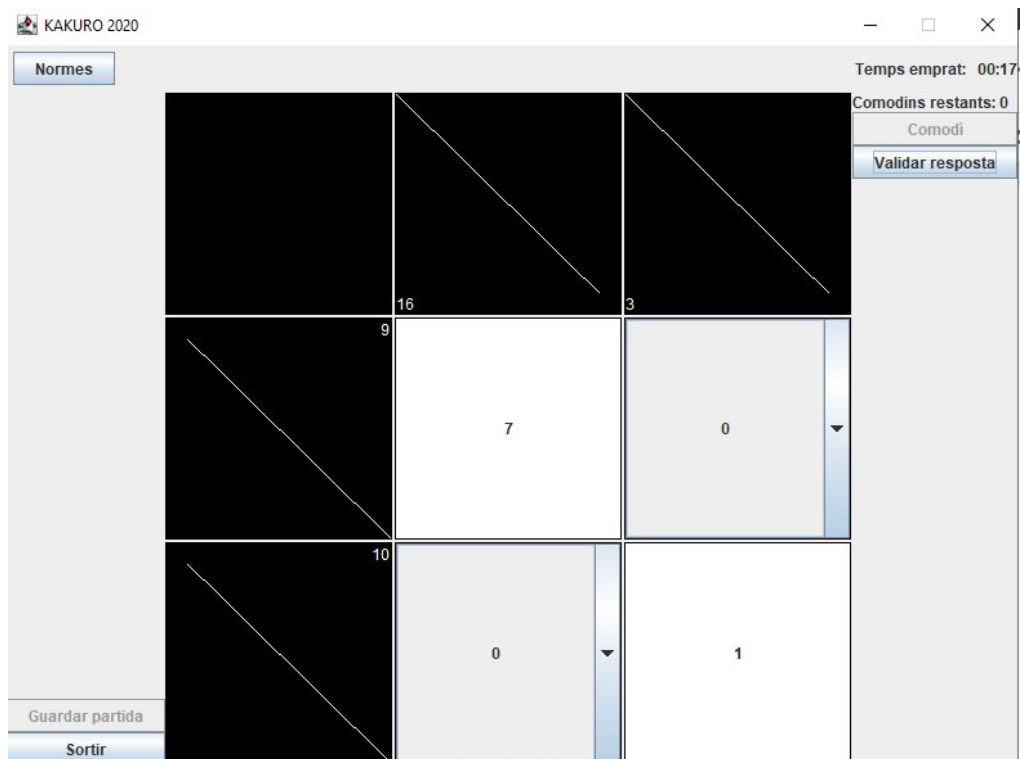 KAKURO 2020
Normes
Temps emprat: 00:17
Comodins restants: 0
Comodí
Validar resposta
16
3
9
7
0
10
0
1
Guardar partida
Sortir